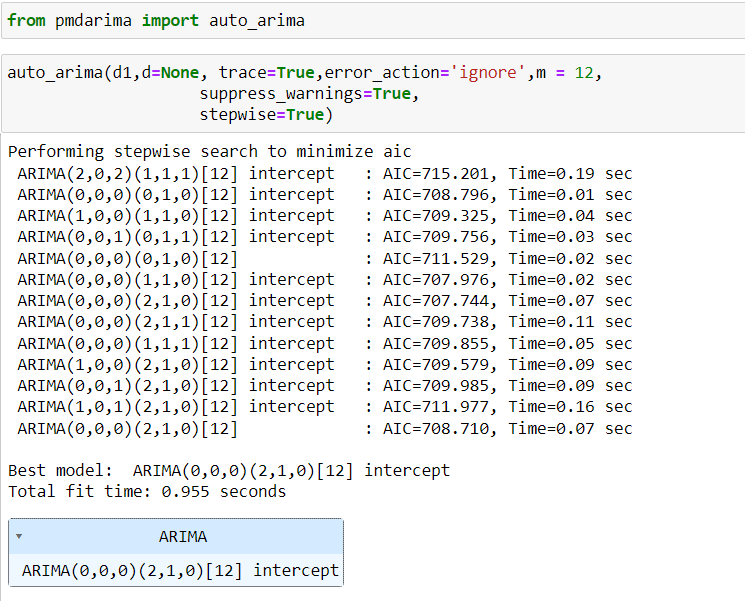 from pmdarima import auto_arima
auto_arima(d1,d=None, trace=True,error_action='ignore',m = 12,
suppress_warnings=True,
stepwise=True)
Performing stepwise search to minimize aic
ARIMA(2,0,2)(1,1,1)[12] intercept : AIC=715.201, Time=0.19 sec
ARIMA(0,0,0)(0,1,0)[12] intercept : AIC=708.796, Time=0.01 sec
ARIMA(1,0,0)(1,1,0)[12] intercept : AIC=709.325, Time=0.04 sec
ARIMA(0,0,1)(0,1,1)[12] intercept : AIC=709.756, Time=0.03 sec
ARIMA(0,0,0)(0,1,0)[12] : AIC=711.529, Time=0.02 sec
ARIMA(0,0,0)(1,1,0)[12] intercept : AIC=707.976, Time=0.02 sec
ARIMA(0,0,0)(2,1,0)[12] intercept : AIC=707.744, Time=0.07 sec
ARIMA(0,0,0)(2,1,1)[12] intercept : AIC=709.738, Time=0.11 sec
ARIMA(0,0,0)(1,1,1)[12] intercept : AIC=709.855, Time=0.05 sec
ARIMA(1,0,0)(2,1,0)[12] intercept : AIC=709.579, Time=0.09 sec
ARIMA(0,0,1)(2,1,0)[12] intercept : AIC=709.985, Time=0.09 sec
ARIMA(1,0,1)(2,1,0)[12] intercept : AIC=711.977, Time=0.16 sec
ARIMA(0,0,0)(2,1,0)[12] : AIC=708.710, Time=0.07 sec
Best model: ARIMA(0,0,0)(2,1,0)[12] intercept
Total fit time: 0.955 seconds
ARIMA
ARIMA(0,0,0)(2,1,0)[12] intercept